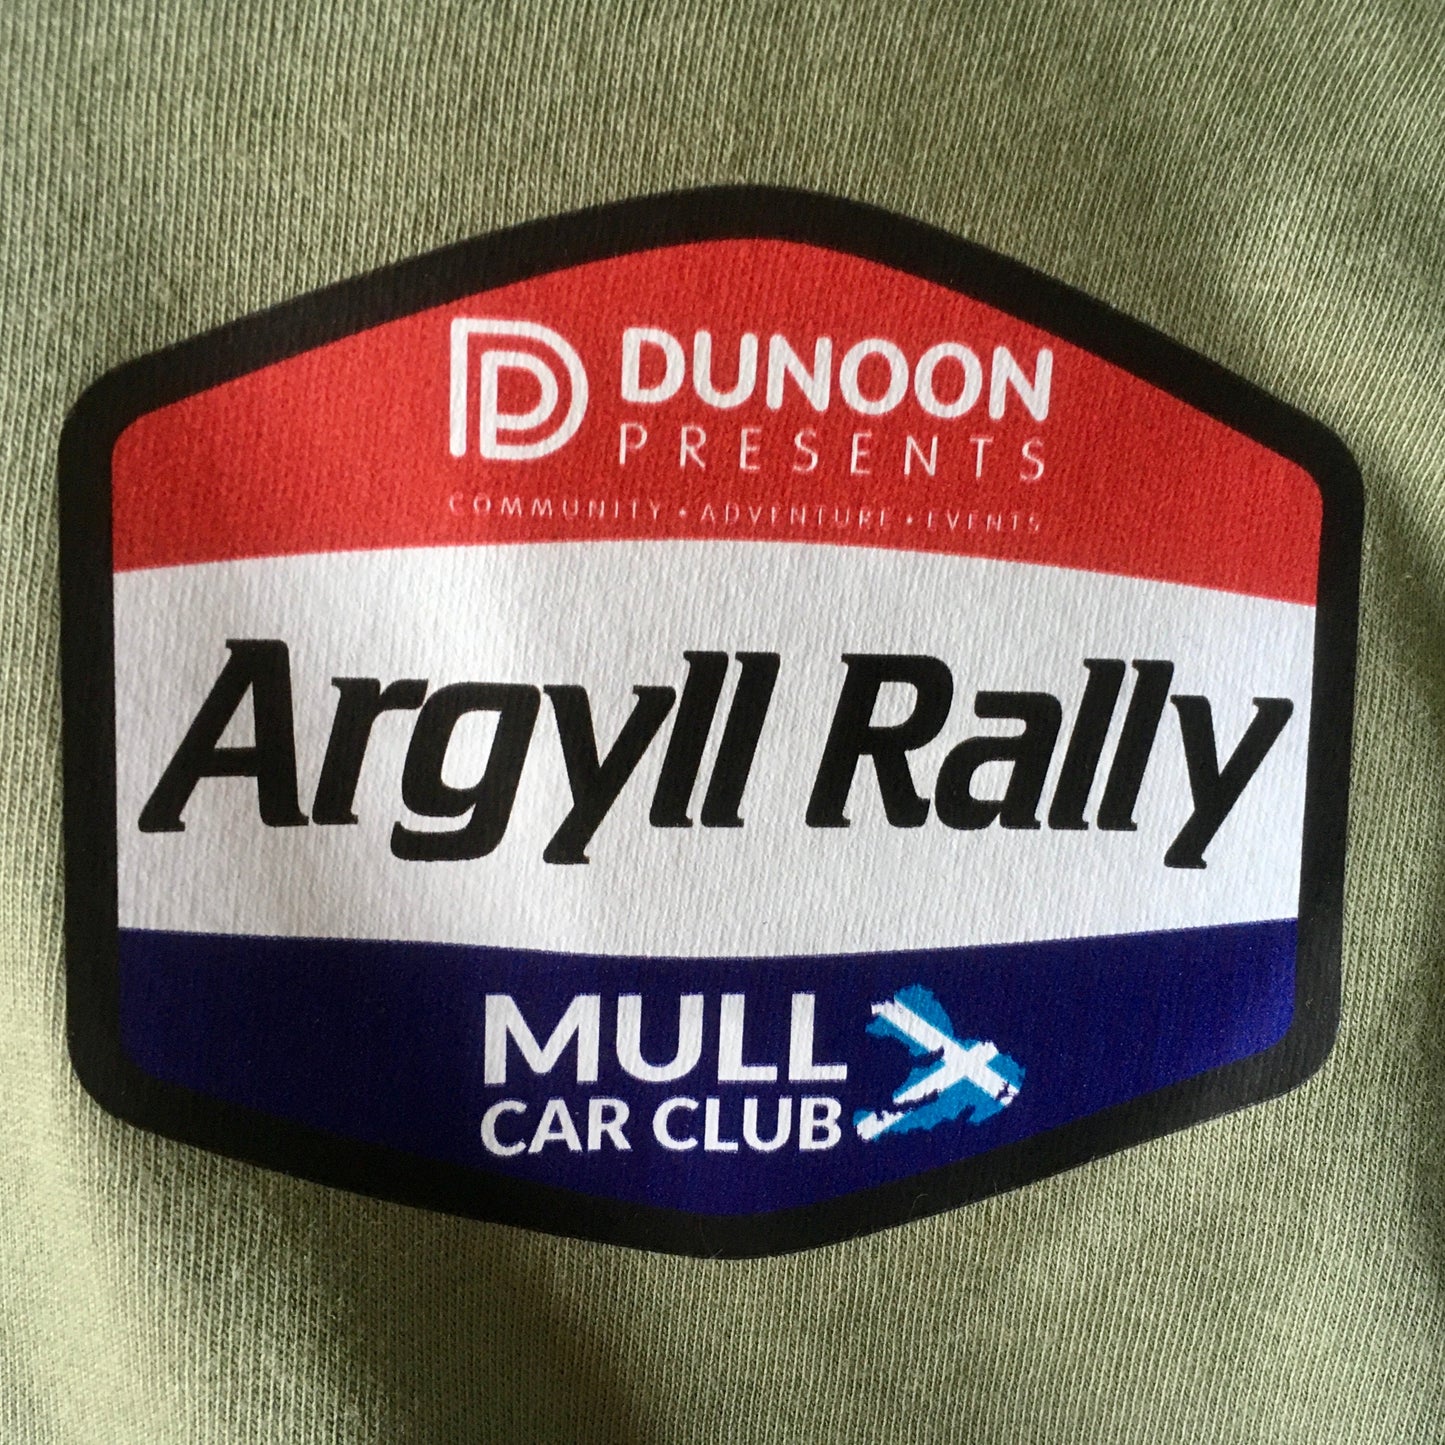 DUNOON
PRESENTS
COMMUNITY • ADVENTURE • EVENTS
Argyll Rally
MULL
CAR CLUB